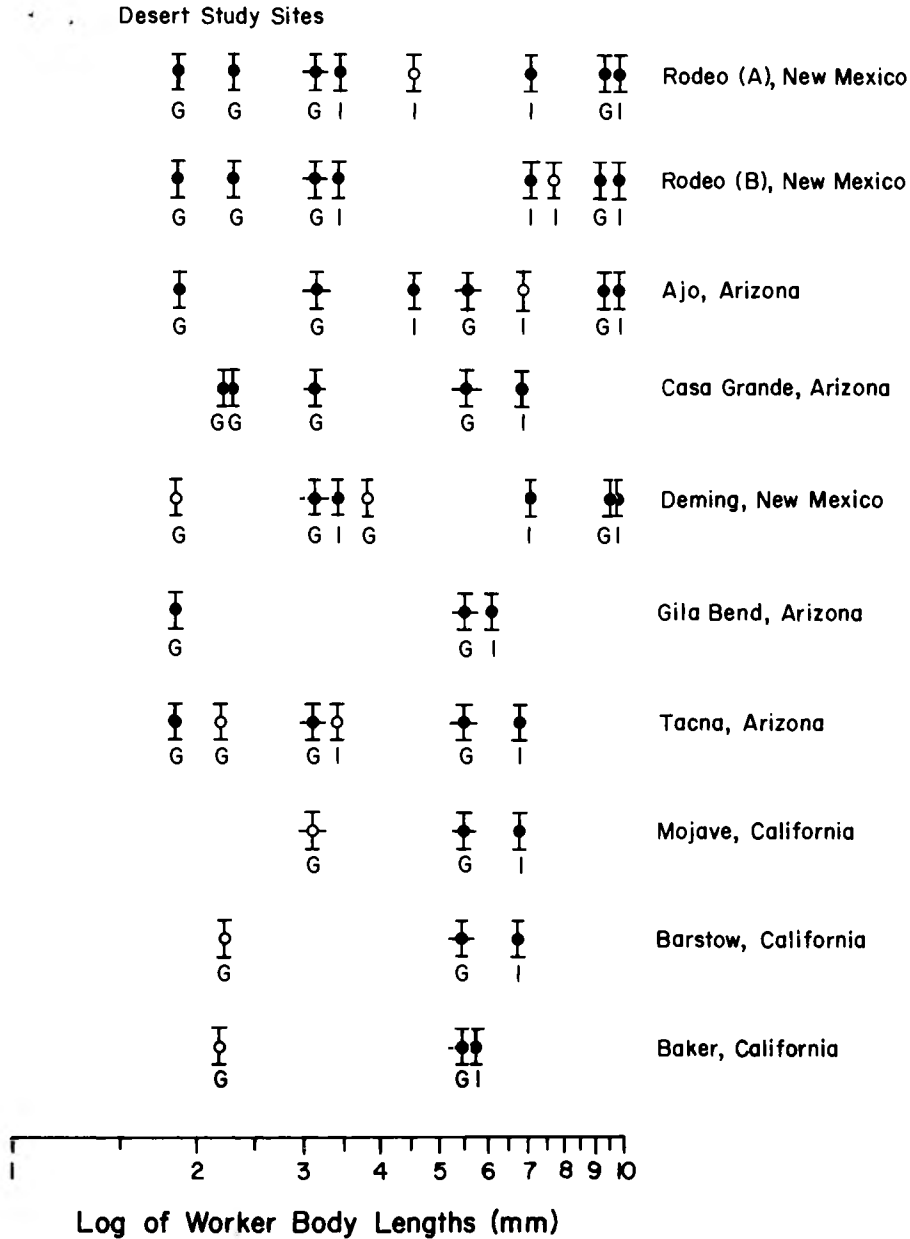 Desert Study Sites
Rodeo (A), New Mexico
G G G I I I G I
Rodeo (B), New Mexico
G G G I I I G I
Ajo, Arizona
G G I G I G I
Casa Grande, Arizona
G G G G I
Deming, New Mexico
G G I G I G I
Gila Bend, Arizona
G G I
Tacna, Arizona
G G G I G I
Mojave, California
G G I
Barstow, California
G G I
Baker, California
G G I
1 2 3 4 5 6 7 8 9 10
Log of Worker Body Lengths (mm)